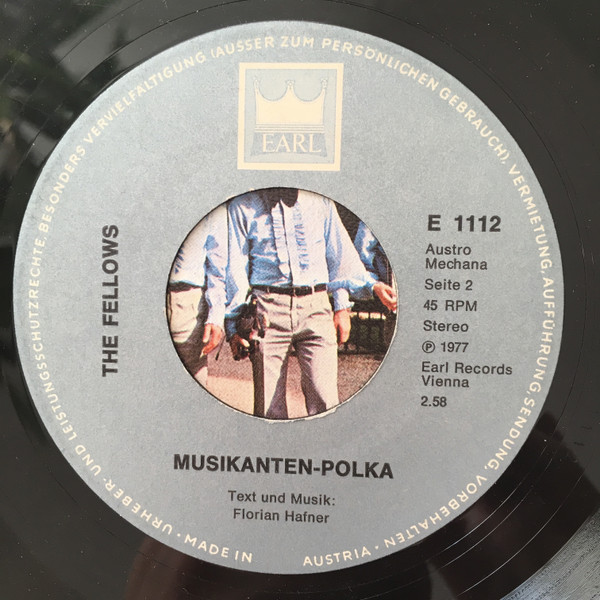 EARL
THE FELLOWS
E 1112
Austro
Mechana
Seite 2
45 RPM
Stereo
℗ 1977
Earl Records
Vienna
2.58
MUSIKANTEN-POLKA
Text und Musik:
Florian Hafner
URHEBER- UND LEISTUNGSSCHUTZRECHTE, BESONDERS VERVIELFÄLTIGUNG (AUSSER ZUM PERSÖNLICHEN GEBRAUCH), VERMIETUNG, AUFFÜHRUNG, SENDUNG, VORBEHALTEN · MADE IN AUSTRIA ·